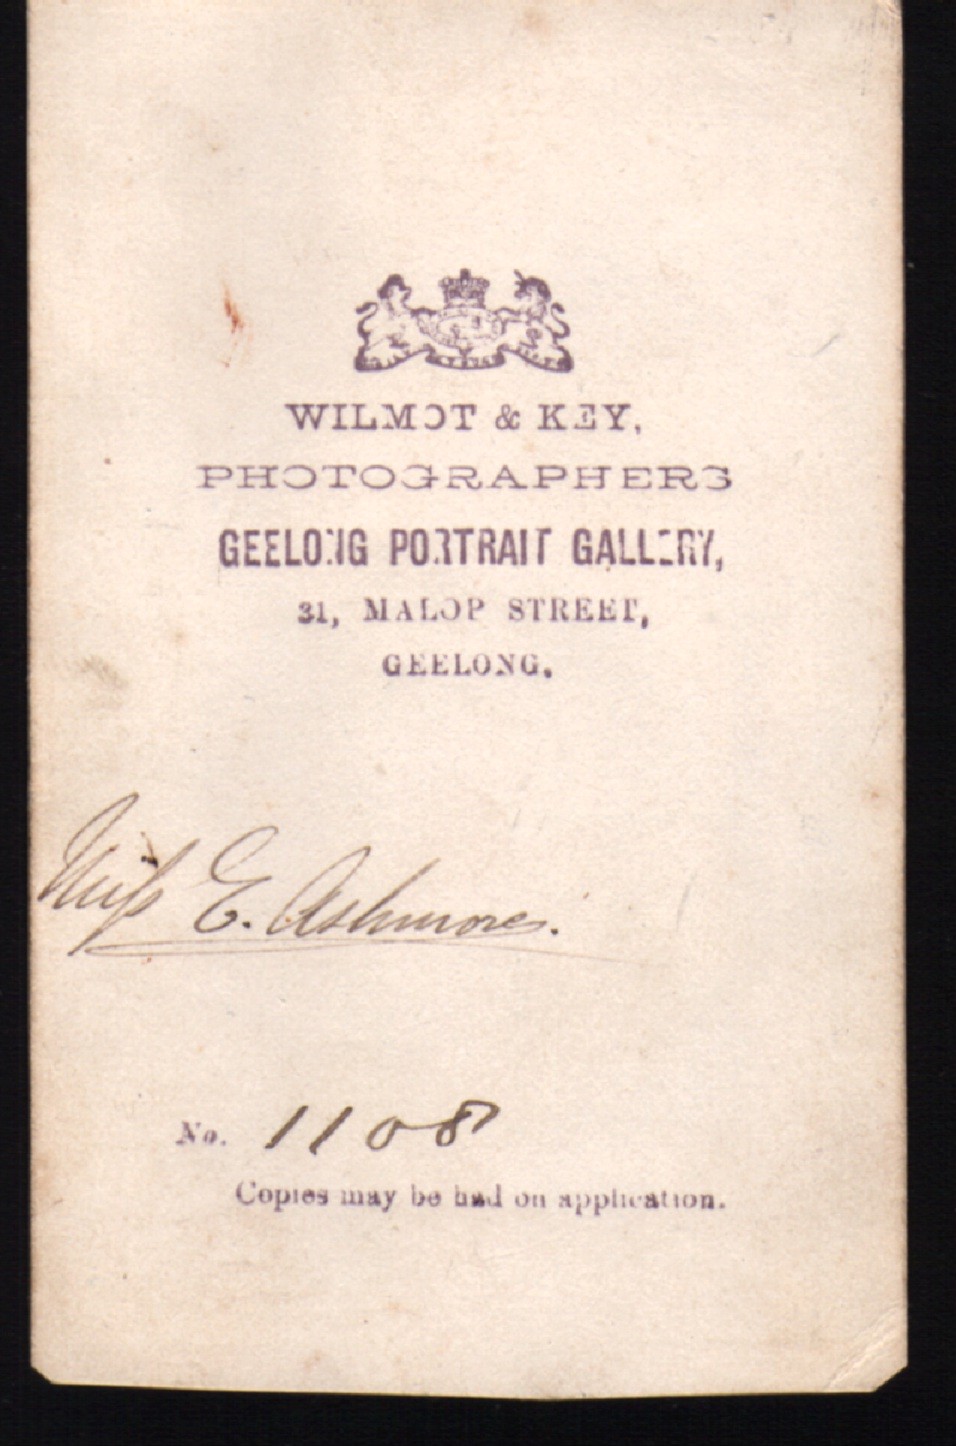 WILMOT & KEY,
PHOTOGRAPHERS
GEELONG PORTRAIT GALLERY,
31, MALOP STREET,
GEELONG.
Miss E. Ashmore.
No. 1108
Copies may be had on application.